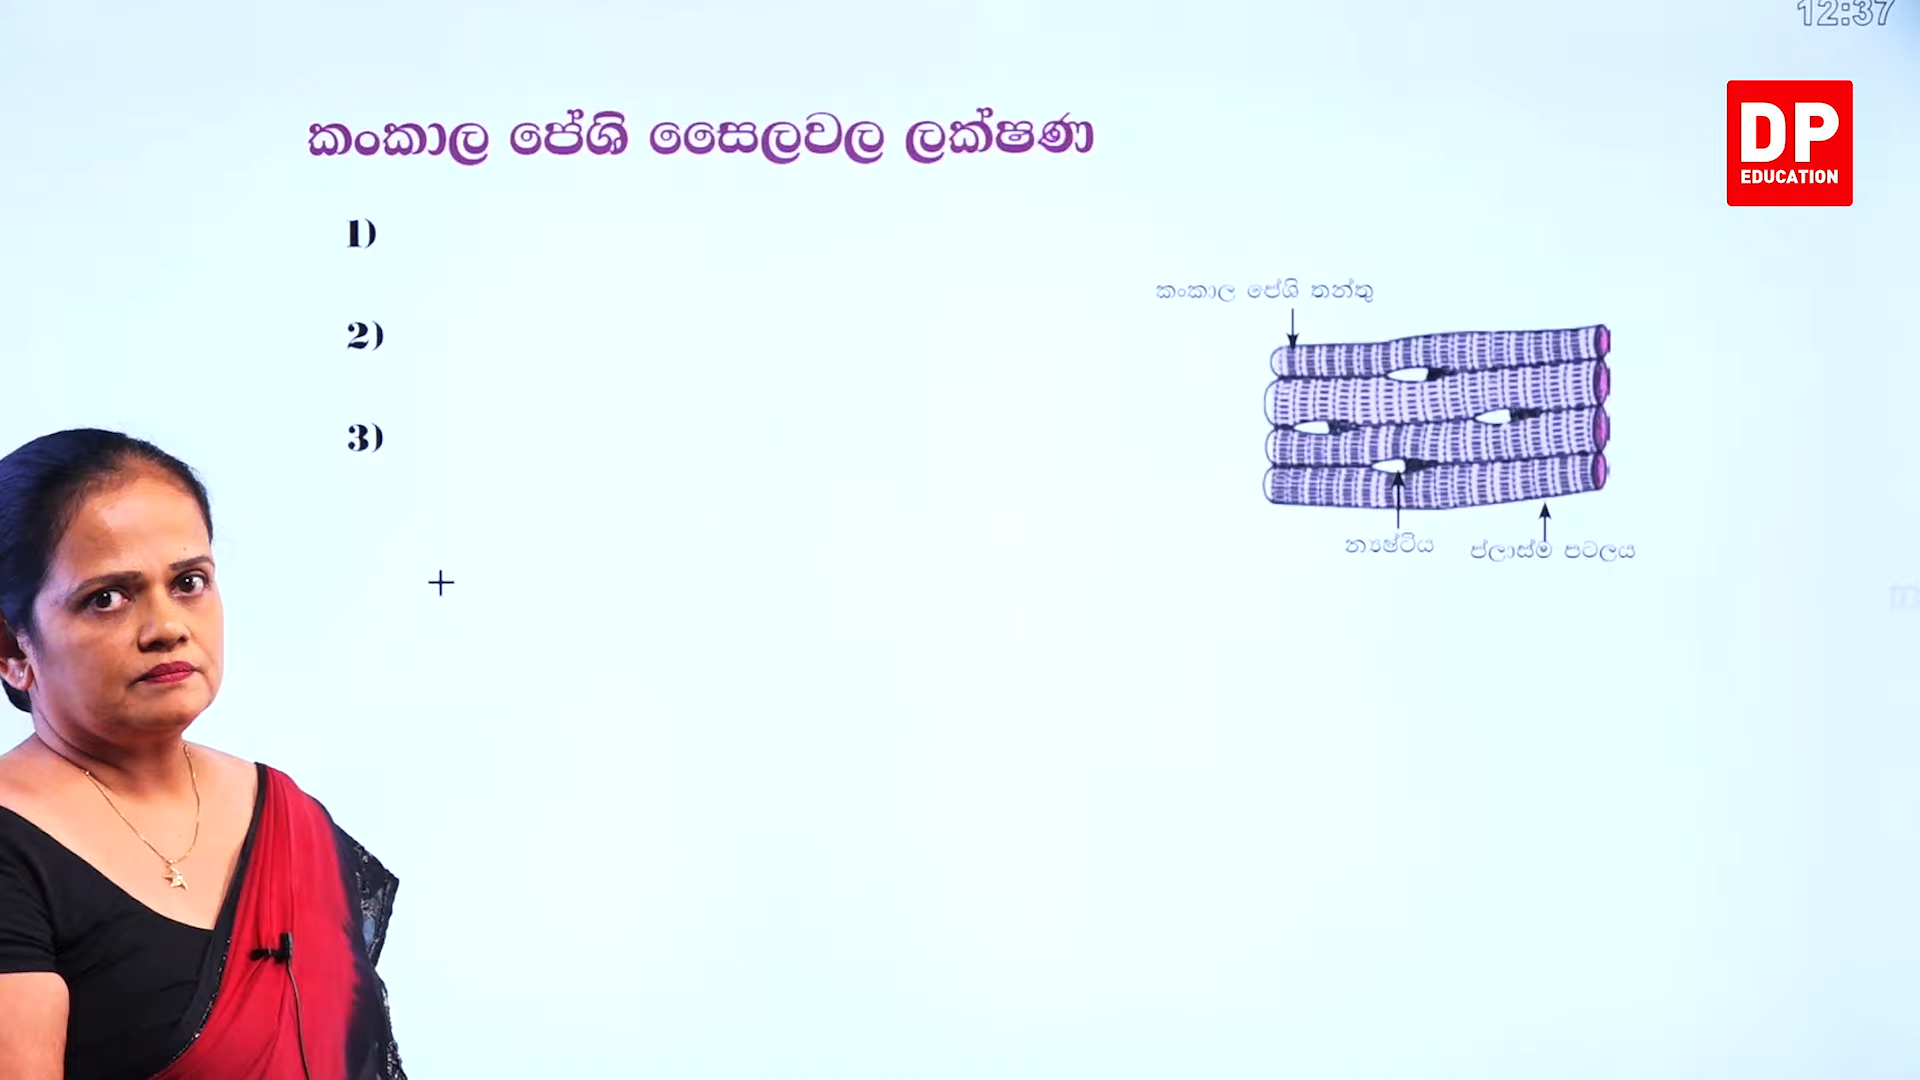 12:37
කංකාල පේශි සෛලවල ලක්ෂණ
DP
EDUCATION
1)
2)
3)
කංකාල පේශි තන්තු
න්‍යෂ්ටිය
ප්ලාස්ම පටලය
+